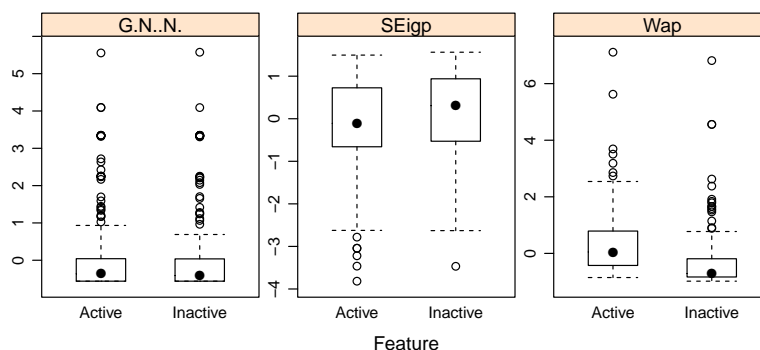 G.N..N.
0 1 2 3 4 5
Active Inactive
SEigp
−4 −3 −2 −1 0 1
Active Inactive
Wap
0 2 4 6
Active Inactive
Feature